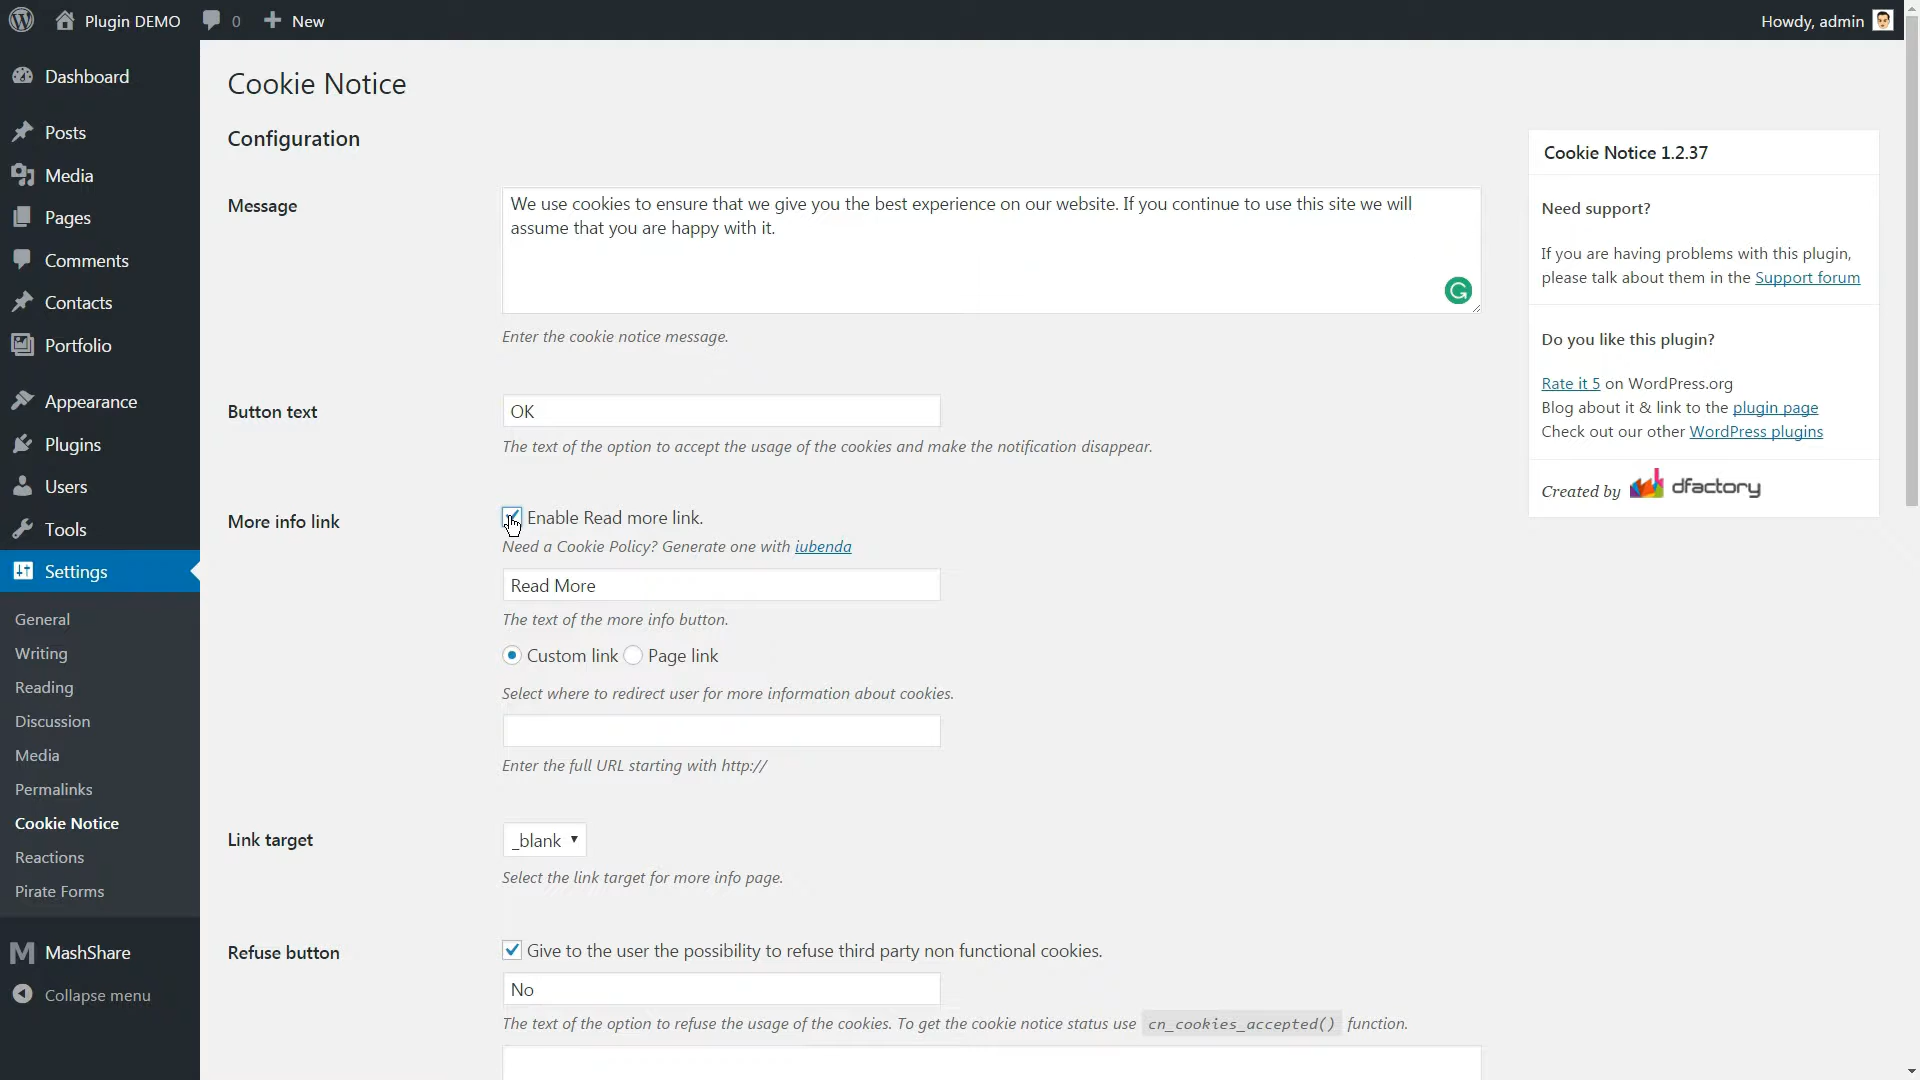 Plugin DEMO
0
New
Howdy, admin
Dashboard
Posts
Media
Pages
Comments
Contacts
Portfolio
Appearance
Plugins
Users
Tools
Settings
General
Writing
Reading
Discussion
Media
Permalinks
Cookie Notice
Reactions
Pirate Forms
MashShare
Collapse menu
Cookie Notice
Configuration
Message
We use cookies to ensure that we give you the best experience on our website. If you continue to use this site we will
assume that you are happy with it.
Enter the cookie notice message.
Button text
OK
The text of the option to accept the usage of the cookies and make the notification disappear.
More info link
Enable Read more link.
Need a Cookie Policy? Generate one with iubenda
Read More
The text of the more info button.
Custom link Page link
Select where to redirect user for more information about cookies.
Enter the full URL starting with http://
Link target
_blank
Select the link target for more info page.
Refuse button
Give to the user the possibility to refuse third party non functional cookies.
No
The text of the option to refuse the usage of the cookies. To get the cookie notice status use cn_cookies_accepted() function.
Cookie Notice 1.2.37
Need support?
If you are having problems with this plugin,
please talk about them in the Support forum
Do you like this plugin?
Rate it 5 on WordPress.org
Blog about it & link to the plugin page
Check out our other WordPress plugins
Created by dfactory